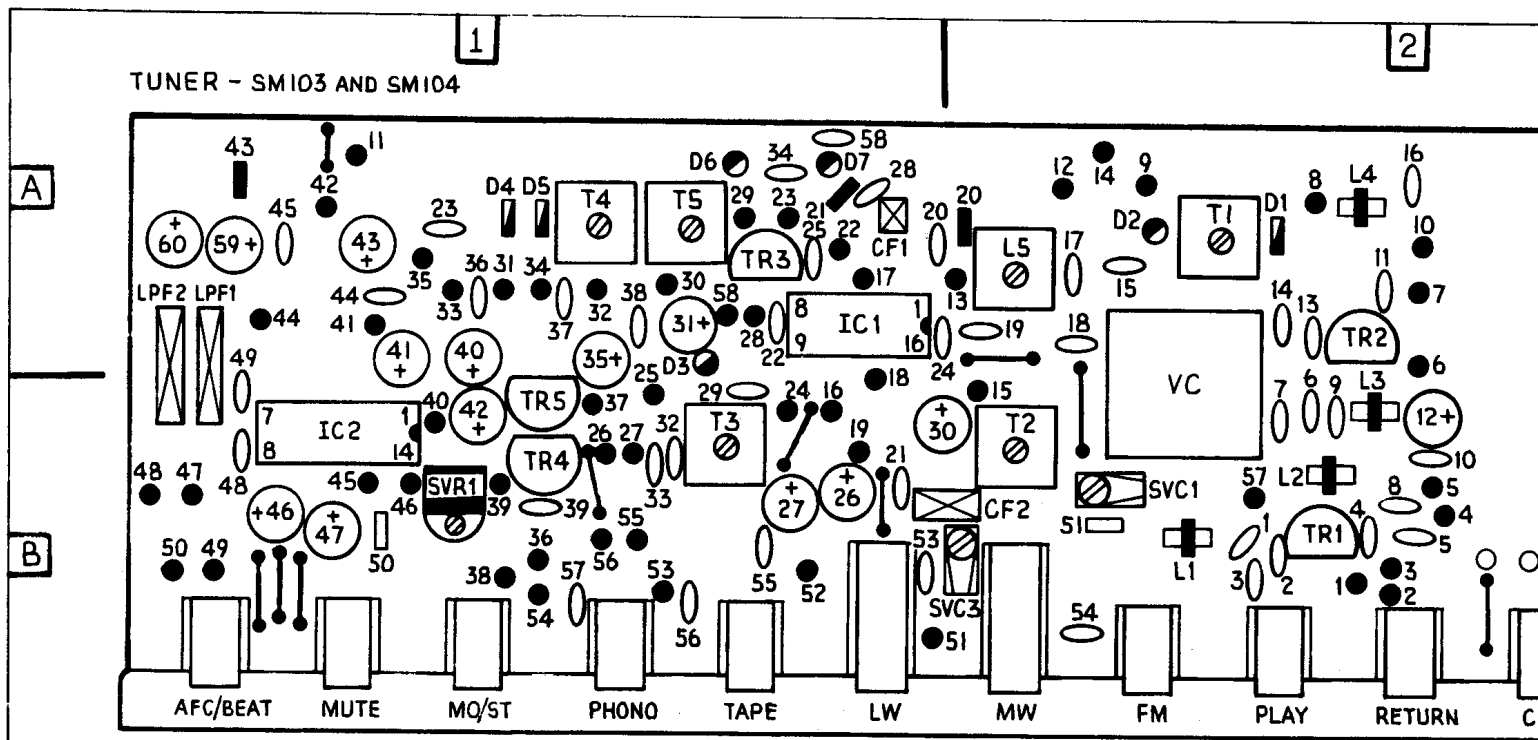 1
2
TUNER - SM103 AND SM104
58
43
11
D6
34
D7
28
12
14
9
16
A
42
D4
D5
T4
T5
29
23
21
20
8
L4
45
23
22
CF1
20
D2
T1
D1
10
+
60
59+
43
+
35
TR3
25
L5
17
15
11
36
31
34
30
17
13
7
LPF2
LPF1
44
33
37
32
38
58
28
8
1
14
13
44
41
31+
22
IC1
19
18
TR2
9
16
41
+
40
+
35+
D3
24
6
49
25
29
18
VC
L3
7
1
40
42
+
TR5
37
24
16
15
7
6
9
12+
IC2
T3
+
30
T2
8
14
TR4
26
27
32
19
10
48
47
48
45
46
SVR1
39
39
33
+
27
+
26
21
CF2
SVC1
57
L2
8
5
+46
+
47
51
1
TR1
4
4
5
B
50
49
50
36
56
55
53
L1
38
57
53
55
52
SVC3
3
2
1
3
2
54
56
51
54
AFC/BEAT
MUTE
MO/ST
PHONO
TAPE
LW
MW
FM
PLAY
RETURN
C